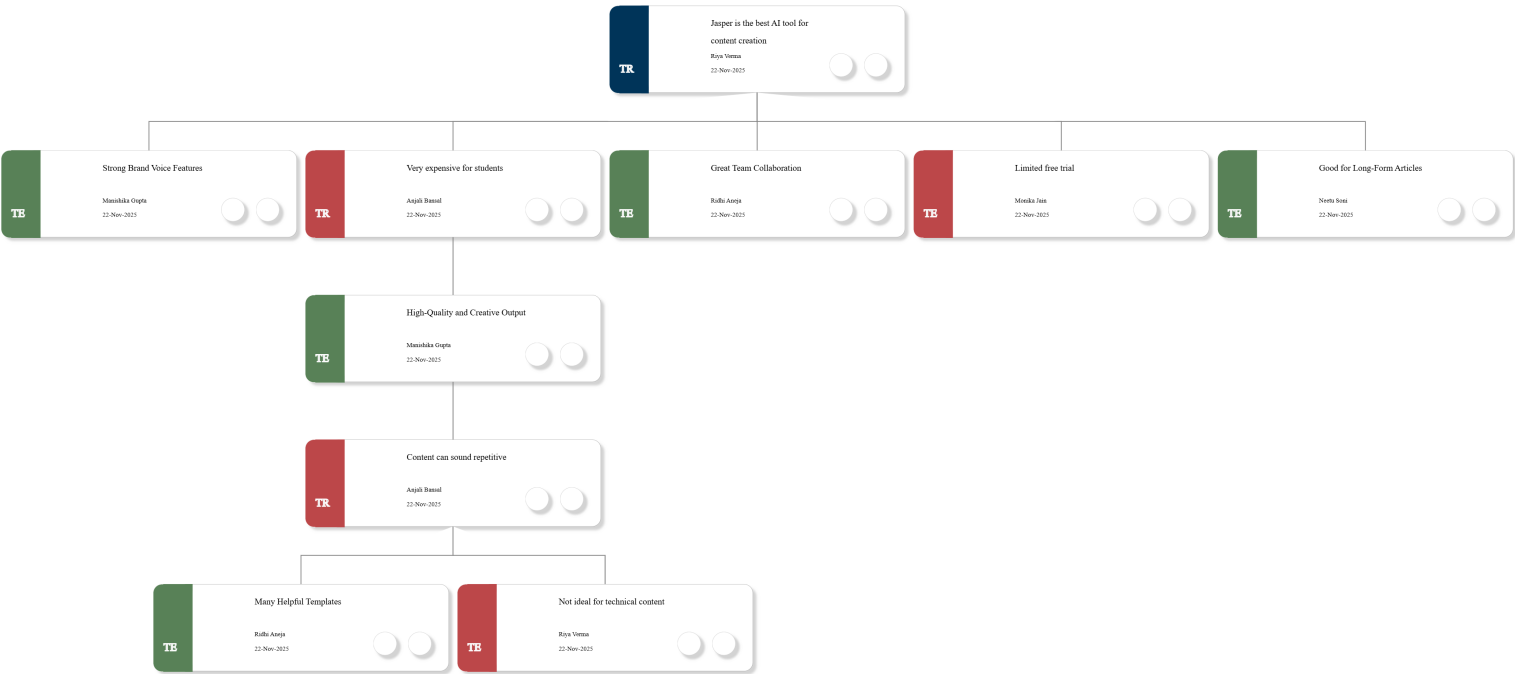 Jasper is the best AI tool for
content creation
Riya Verma
22-Nov-2025
TR
Strong Brand Voice Features
Manishika Gupta
22-Nov-2025
TE
Very expensive for students
Anjali Bansal
22-Nov-2025
TR
Great Team Collaboration
Ridhi Aneja
22-Nov-2025
TE
Limited free trial
Monika Jain
22-Nov-2025
TE
Good for Long-Form Articles
Neetu Soni
22-Nov-2025
TE
High-Quality and Creative Output
Manishika Gupta
22-Nov-2025
TE
Content can sound repetitive
Anjali Bansal
22-Nov-2025
TR
Many Helpful Templates
Ridhi Aneja
22-Nov-2025
TE
Not ideal for technical content
Riya Verma
22-Nov-2025
TE